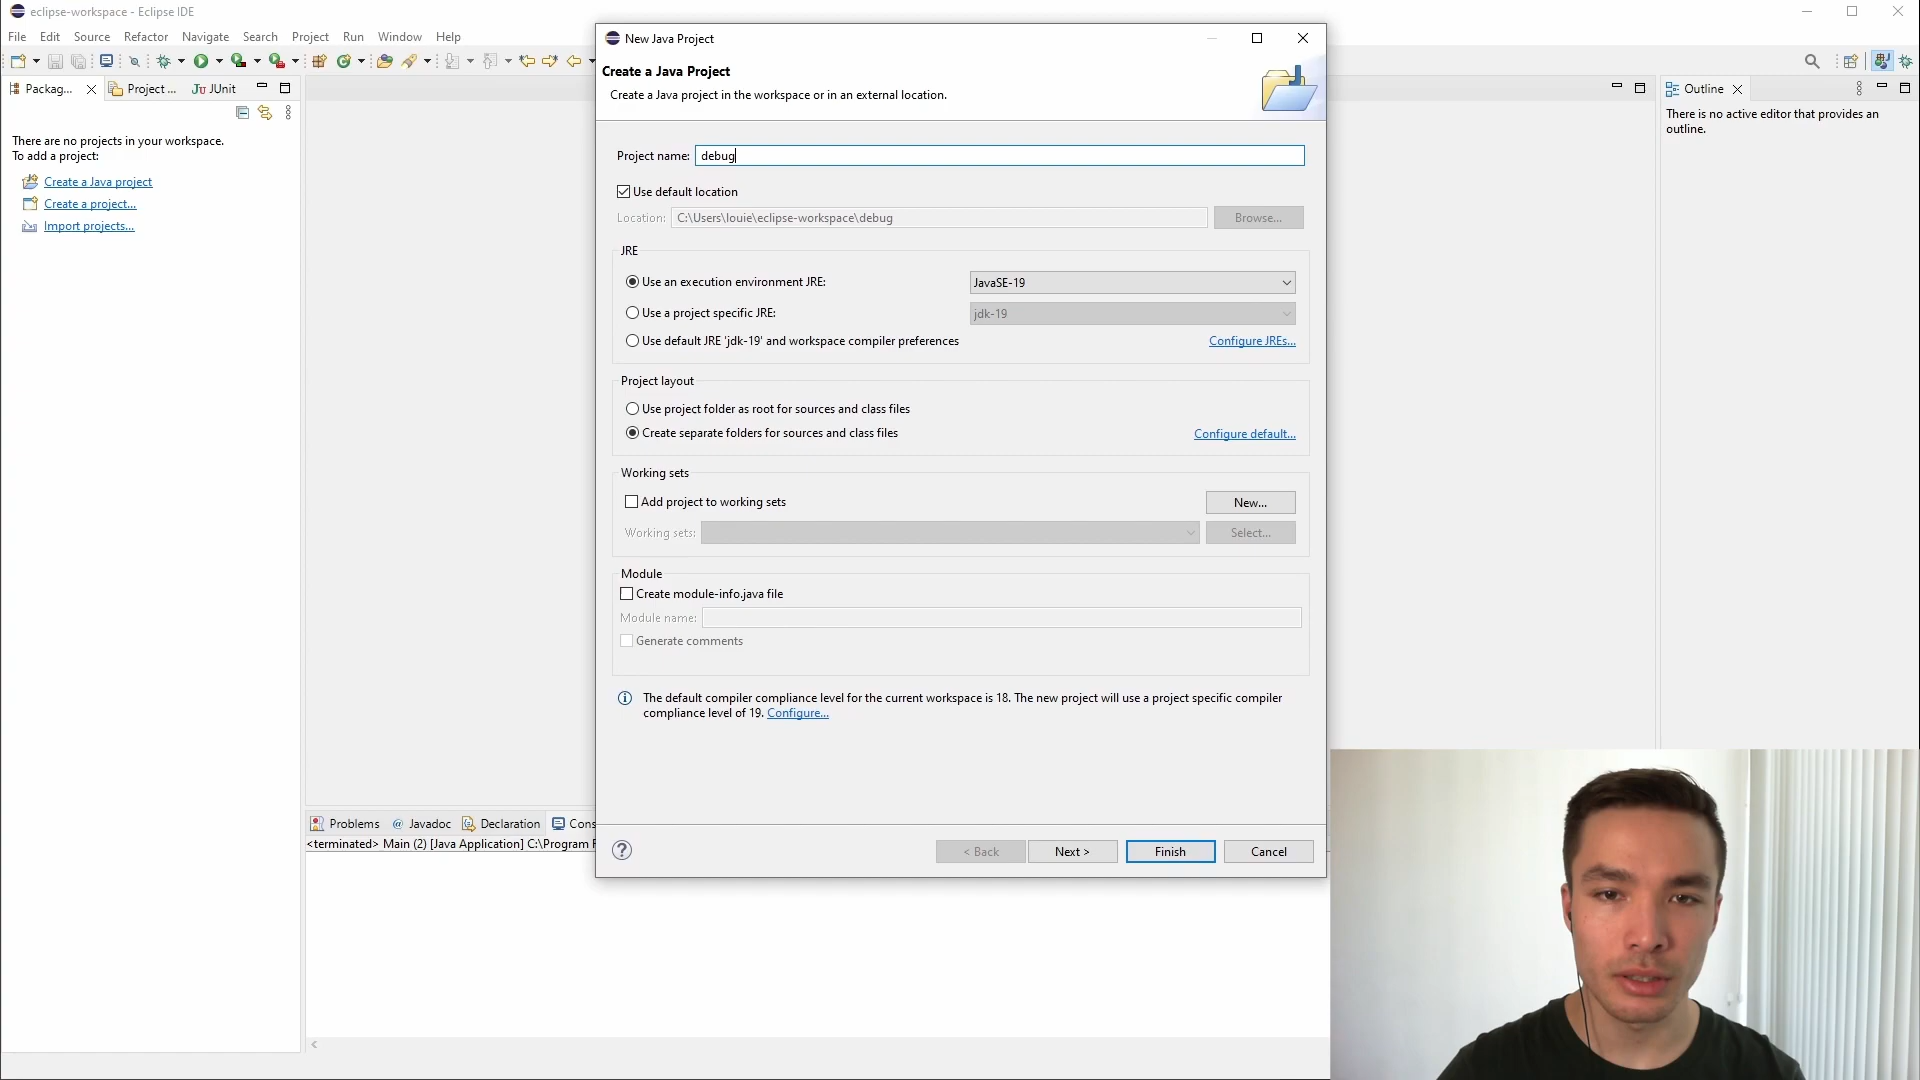 eclipse-workspace - Eclipse IDE
File Edit Source Refactor Navigate Search Project Run Window Help
Packag... Project ... JUnit
There are no projects in your workspace.
To add a project:
Create a Java project
Create a project...
Import projects...
New Java Project
Create a Java Project
Create a Java project in the workspace or in an external location.
Project name: debug
Use default location
Location: C:\Users\louie\eclipse-workspace\debug Browse...
JRE
Use an execution environment JRE: JavaSE-19
Use a project specific JRE: jdk-19
Use default JRE 'jdk-19' and workspace compiler preferences Configure JREs...
Project layout
Use project folder as root for sources and class files
Create separate folders for sources and class files Configure default...
Working sets
Add project to working sets New...
Working sets: Select...
Module
Create module-info.java file
Module name:
Generate comments
The default compiler compliance level for the current workspace is 18. The new project will use a project specific compiler
compliance level of 19. Configure...
< Back Next > Finish Cancel
Outline
There is no active editor that provides an
outline.
Problems Javadoc Declaration Cons
<terminated> Main (2) [Java Application] C:\Program F